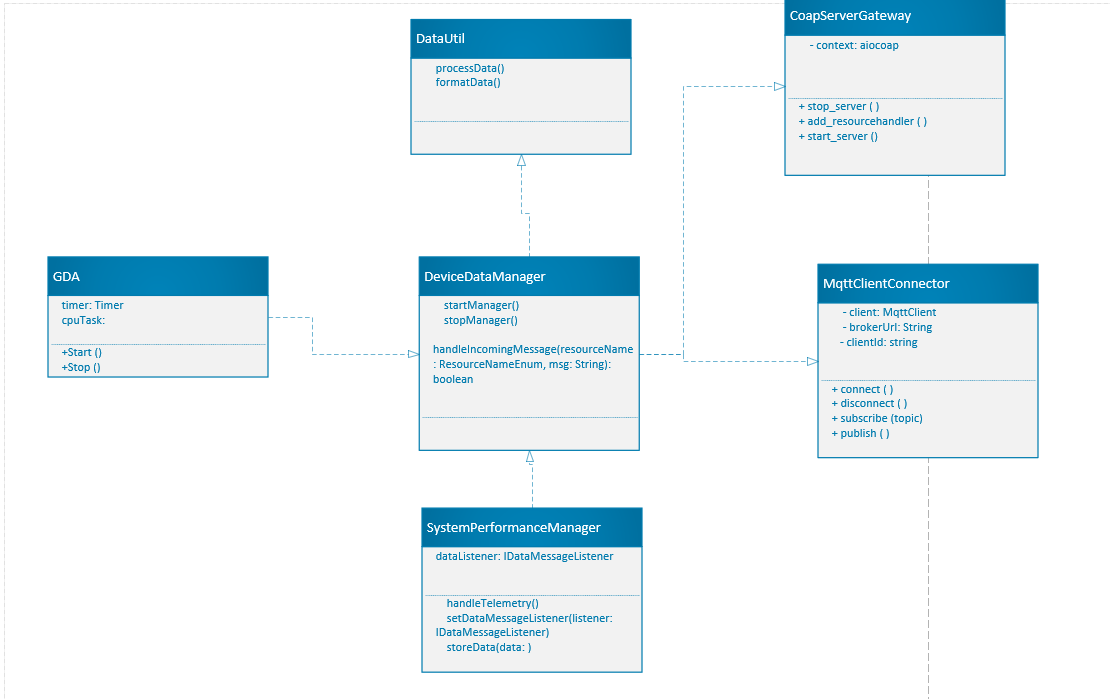 CoapServerGateway
- context: aiocoap
+ stop_server ( )
+ add_resourcehandler ( )
+ start_server ()
DataUtil
processData()
formatData()
GDA
timer: Timer
cpuTask:
+Start ()
+Stop ()
DeviceDataManager
startManager()
stopManager()
handleIncomingMessage(resourceName
: ResourceNameEnum, msg: String):
boolean
MqttClientConnector
- client: MqttClient
- brokerUrl: String
- clientId: string
+ connect ( )
+ disconnect ( )
+ subscribe (topic)
+ publish ( )
SystemPerformanceManager
dataListener: IDataMessageListener
handleTelemetry()
setDataMessageListener(listener:
IDataMessageListener)
storeData(data: )